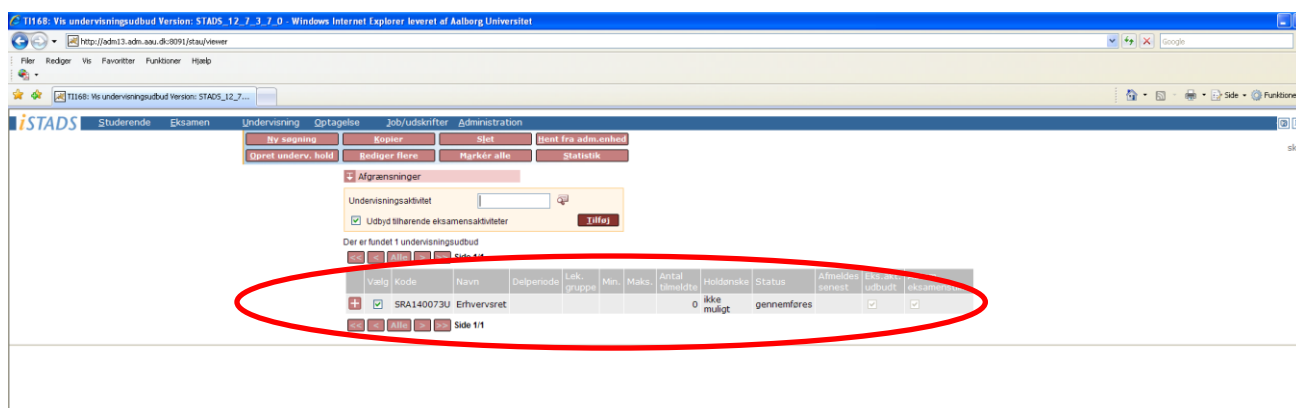 TI168: Vis undervisningsudbud Version: STADS_12_7_3_7_0 - Windows Internet Explorer leveret af Aalborg Universitet
http://adm13.adm.aau.dk:8091/stau/viewer
Google
Filer Rediger Vis Favoritter Funktioner Hjælp
TI168: Vis undervisningsudbud Version: STADS_12_7...
Side
Funktione
iSTADS Studerende Eksamen Undervisning Optagelse Job/udskrifter Administration
Ny søgning Kopier Slet Hent fra adm.enhed
Opret underv. hold Rediger flere Markér alle Statistik
Afgrænsninger
Undervisningsaktivitet
Udbyd tilhørende eksamensaktiviteter Tilføj
Der er fundet 1 undervisningsudbud
<< < Alle > >> Side 1/1
Vælg Kode Navn Delperiode Lek. gruppe Min. Maks. Antal tilmeldte Holdønske Status Afmeldes senest Eks.akt. udbudt
SRA140073U Erhvervsret 0 ikke muligt gennemføres
<< < Alle > >> Side 1/1